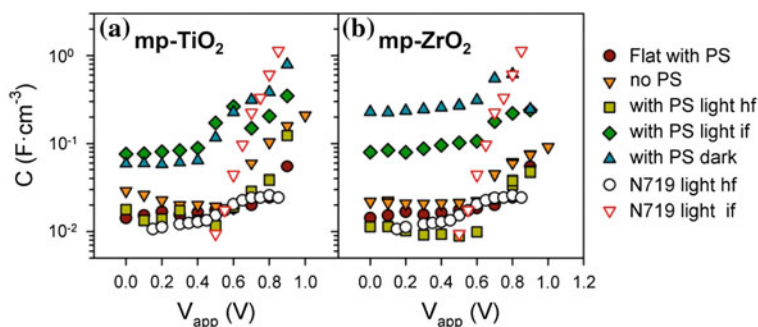 (a) mp-TiO₂
(b) mp-ZrO₂
C (F·cm⁻³)
10⁰
10⁻¹
10⁻²
0.0 0.2 0.4 0.6 0.8 1.0
0.0 0.2 0.4 0.6 0.8 1.0 1.2
V_app (V)
V_app (V)
Flat with PS
no PS
with PS light hf
with PS light if
with PS dark
N719 light hf
N719 light if